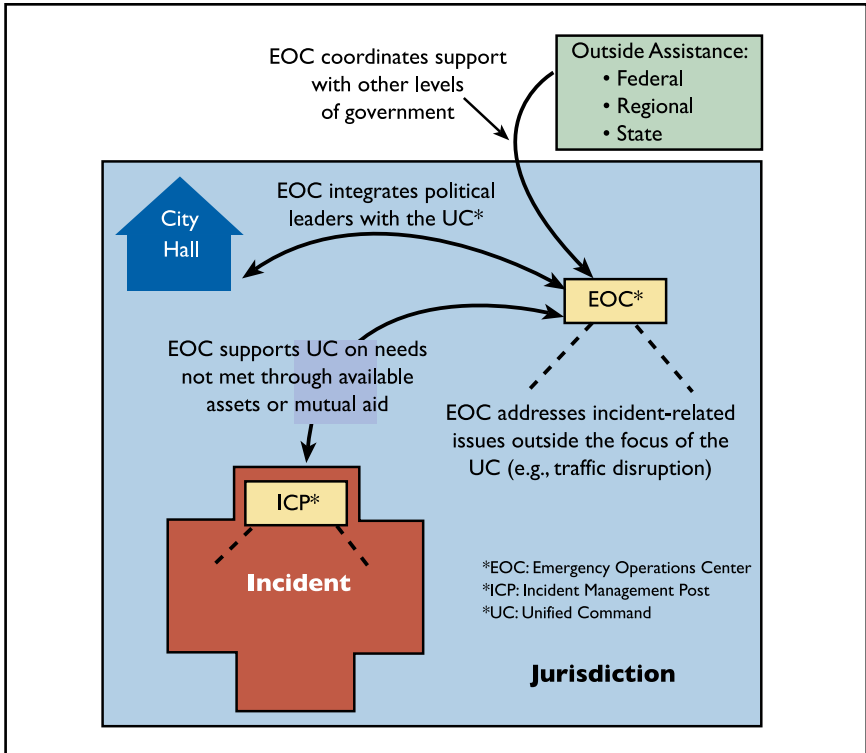 EOC coordinates support
with other levels
of government
Outside Assistance:
• Federal
• Regional
• State
City
Hall
EOC integrates political
leaders with the UC*
EOC*
EOC supports UC on needs
not met through available
assets or mutual aid
EOC addresses incident-related
issues outside the focus of the
UC (e.g., traffic disruption)
ICP*
Incident
*EOC: Emergency Operations Center
*ICP: Incident Management Post
*UC: Unified Command
Jurisdiction